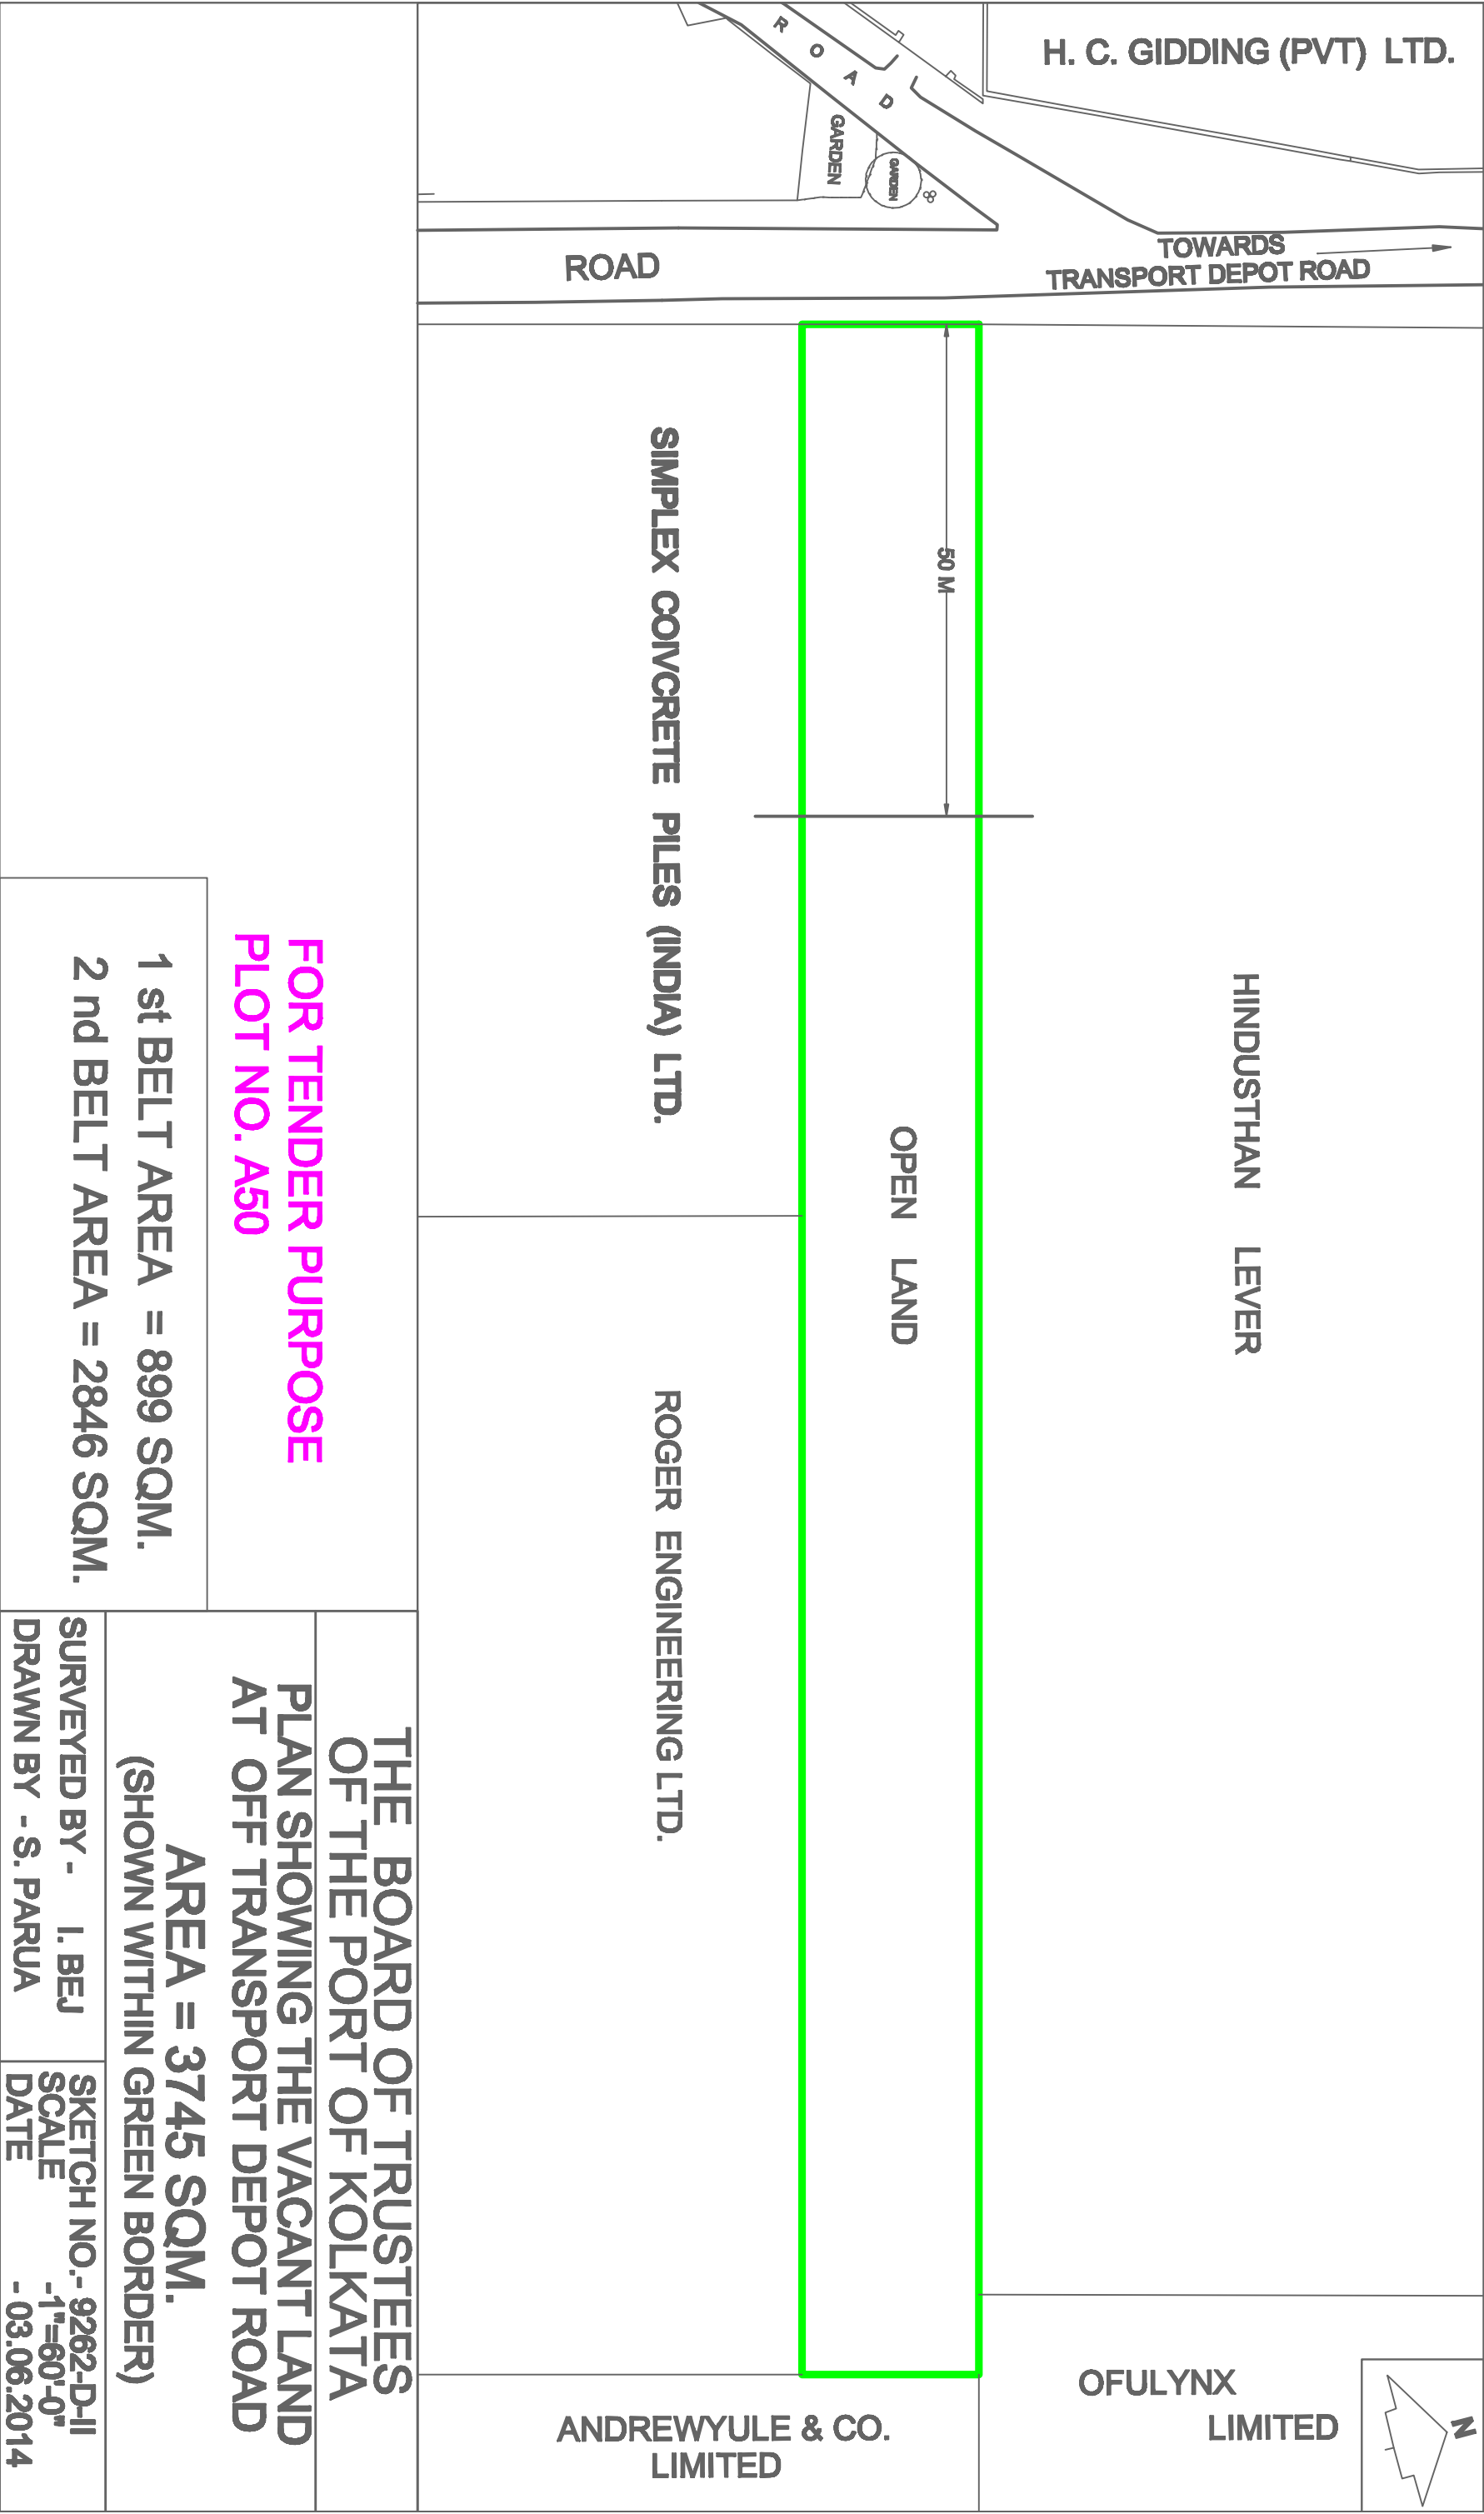 H. C. GIDDING (PVT) LTD.
ROAD
GARDEN
GARDEN
ROAD
TOWARDS
TRANSPORT DEPOT ROAD
50 M
SIMPLEX COIVCRETE PILES (INDIA) LTD.
HINDUSTHAN LEVER
OPEN LAND
ROGER ENGINEERING LTD.
OFULYNX
LIMITED
ANDREWYULE & CO.
LIMITED
N
FOR TENDER PURPOSE
PLOT NO. A50
1 st BELT AREA = 899 SQM.
2 nd BELT AREA = 2846 SQM.
THE BOARD OF TRUSTEES
OF THE PORT OF KOLKATA
PLAN SHOWING THE VACANT LAND
AT OFF TRANSPORT DEPOT ROAD
AREA = 3745 SQM.
(SHOWN WITHIN GREEN BORDER)
SURVEYED BY - I. BEJ
DRAWN BY - S. PARUA
SKETCH NO.- 9262-D-II
SCALE -1"=60'-0"
DATE - 03.06.2014